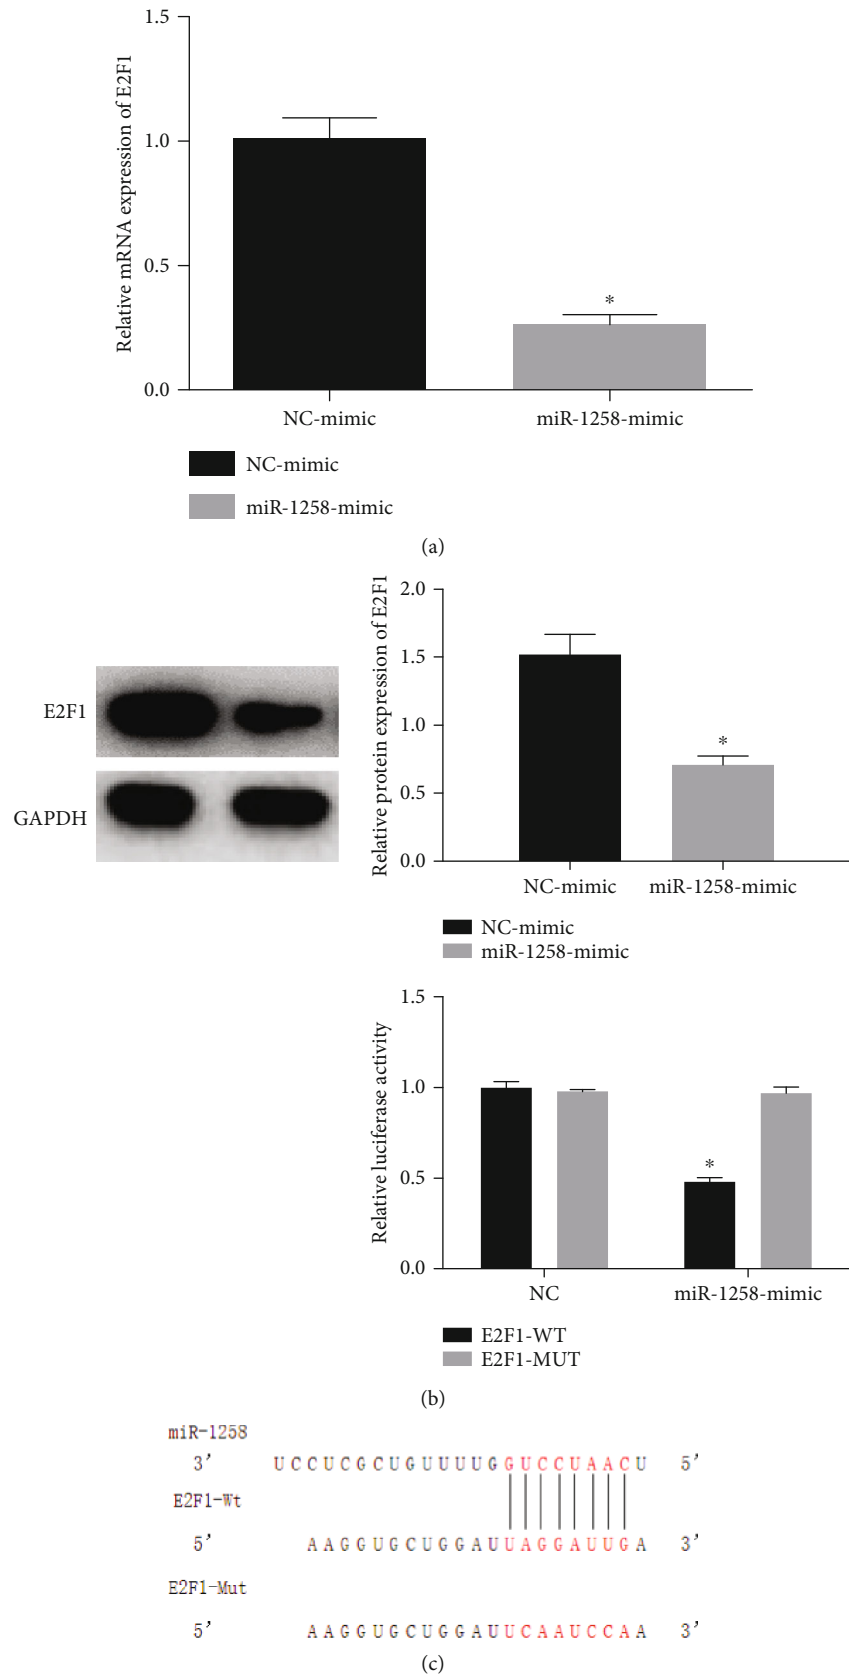 Relative mRNA expression of E2F1
1.5
1.0
0.5
0.0
*
NC-mimic miR-1258-mimic
NC-mimic
miR-1258-mimic
(a)
E2F1
GAPDH
Relative protein expression of E2F1
2.0
1.5
1.0
0.5
0.0
*
NC-mimic miR-1258-mimic
NC-mimic
miR-1258-mimic
Relative luciferase activity
1.5
1.0
0.5
0.0
*
NC miR-1258-mimic
E2F1-WT
E2F1-MUT
(b)
miR-1258
3' U C C U C G C U G U U U U G G U C C U A A C U 5'
E2F1-Wt
5' A A G G U G C U G G A U U A G G A U U G A 3'
E2F1-Mut
5' A A G G U G C U G G A U U C A A U C C A A 3'
(c)